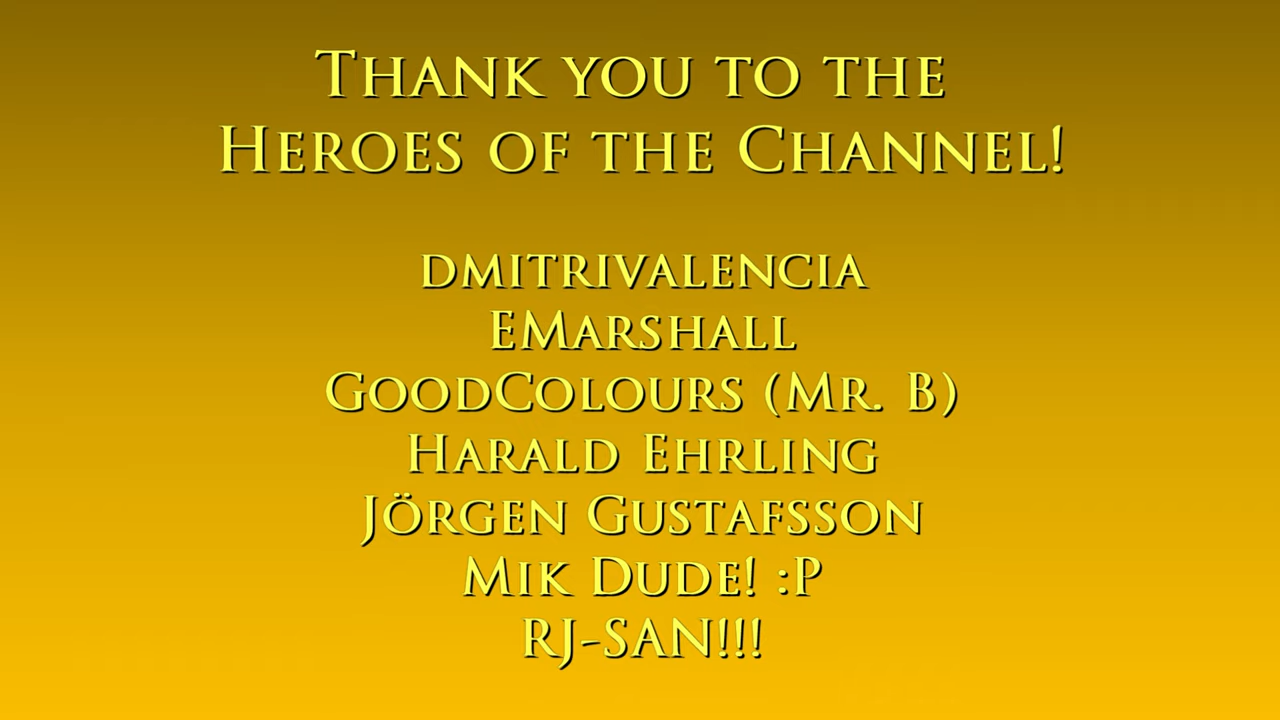 Thank you to the
Heroes of the Channel!
dmitrivalencia
EMarshall
GoodColours (Mr. B)
Harald Ehrling
Jörgen Gustafsson
Mik Dude! :P
RJ-SAN!!!